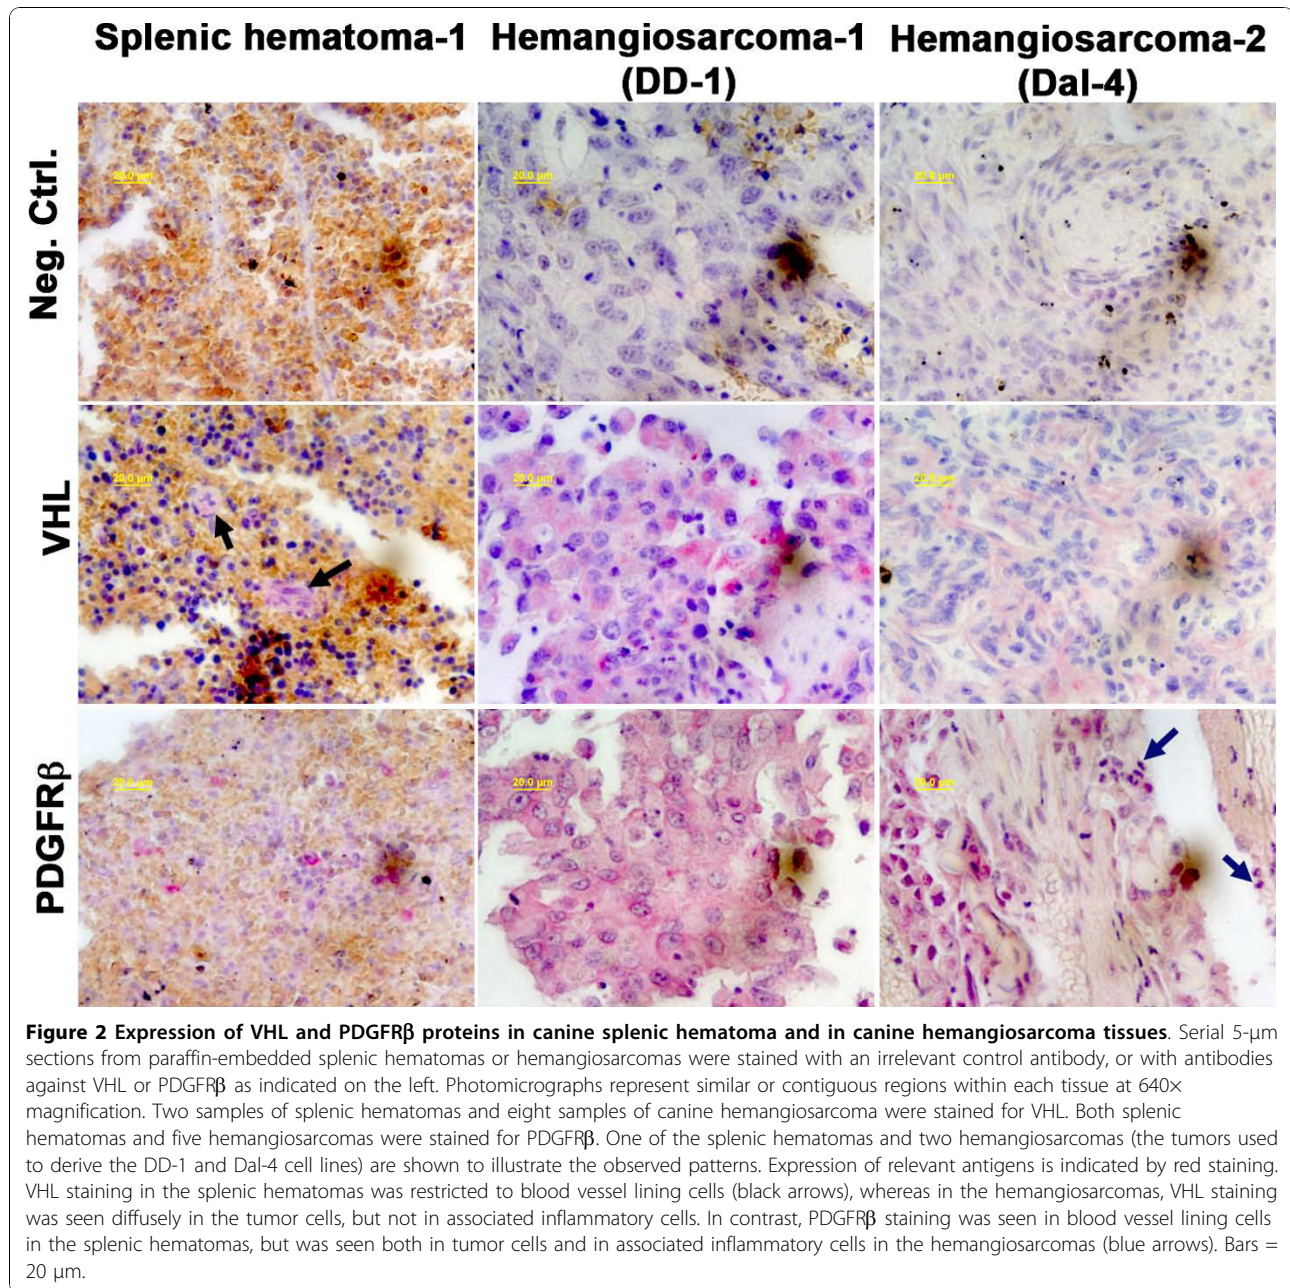 Splenic hematoma-1 Hemangiosarcoma-1 Hemangiosarcoma-2
(DD-1) (Dal-4)
Neg. Ctrl.
20.0 µm 20.0 µm 20.0 µm
VHL
20.0 µm 20.0 µm 20.0 µm
PDGFRβ
20.0 µm 20.0 µm 20.0 µm
Figure 2 Expression of VHL and PDGFRβ proteins in canine splenic hematoma and in canine hemangiosarcoma tissues. Serial 5-µm
sections from paraffin-embedded splenic hematomas or hemangiosarcomas were stained with an irrelevant control antibody, or with antibodies
against VHL or PDGFRβ as indicated on the left. Photomicrographs represent similar or contiguous regions within each tissue at 640×
magnification. Two samples of splenic hematomas and eight samples of canine hemangiosarcoma were stained for VHL. Both splenic
hematomas and five hemangiosarcomas were stained for PDGFRβ. One of the splenic hematomas and two hemangiosarcomas (the tumors used
to derive the DD-1 and Dal-4 cell lines) are shown to illustrate the observed patterns. Expression of relevant antigens is indicated by red staining.
VHL staining in the splenic hematomas was restricted to blood vessel lining cells (black arrows), whereas in the hemangiosarcomas, VHL staining
was seen diffusely in the tumor cells, but not in associated inflammatory cells. In contrast, PDGFRβ staining was seen in blood vessel lining cells
in the splenic hematomas, but was seen both in tumor cells and in associated inflammatory cells in the hemangiosarcomas (blue arrows). Bars =
20 µm.